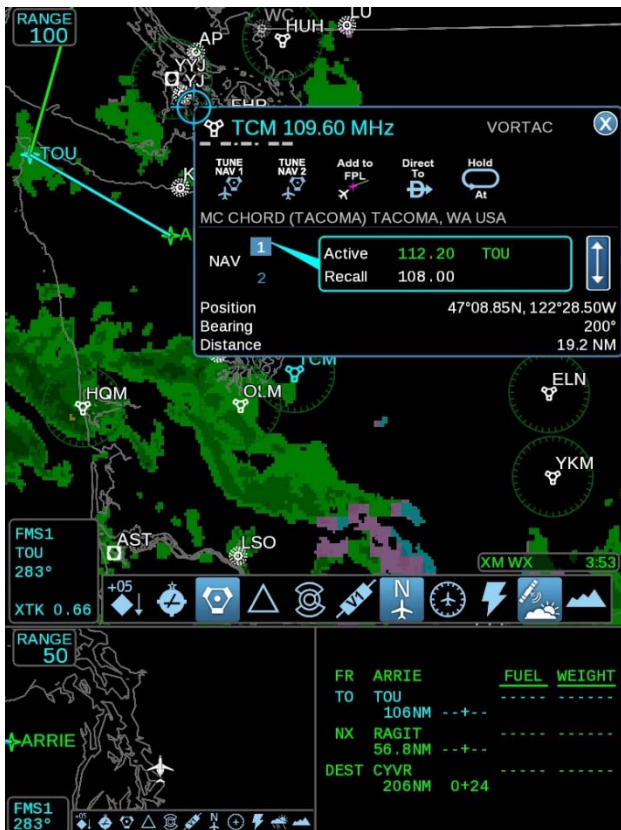 RANGE
100
WC
HUH
LU
AP
YYJ
YJ
TOU
K
A
TCM 109.60 MHz
VORTAC
X
TUNE
NAV 1
TUNE
NAV 2
Add to
FPL
Direct
To
D
Hold
At
MC CHORD (TACOMA) TACOMA, WA USA
NAV
1
2
Active 112.20 TOU
Recall 108.00
Position 47°08.85N, 122°28.50W
Bearing 200°
Distance 19.2 NM
TCM
HQM
OLM
ELN
YKM
AST
LSO
FMS1
TOU
283°
XTK 0.66
XM WX 3:53
+05
V1
N
RANGE
50
ARRIE
FMS1
283°
+05
N
FR ARRIE FUEL WEIGHT
TO TOU ----- ------
106NM --+--
NX RAGIT ----- ------
56.8NM --+--
DEST CYVR ----- ------
206NM 0+24